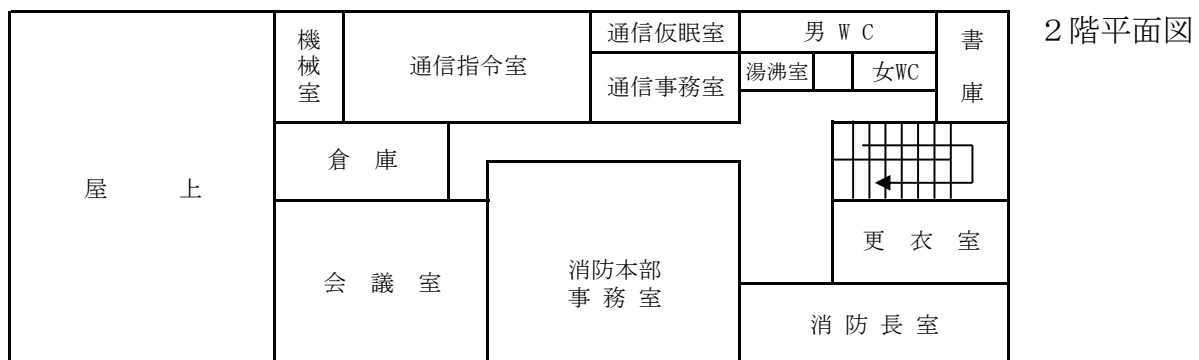 ２階平面図
機械室
通信指令室
通信仮眠室
通信事務室
男ＷＣ
湯沸室
女WC
書庫
倉庫
屋上
会議室
消防本部
事務室
更衣室
消防長室